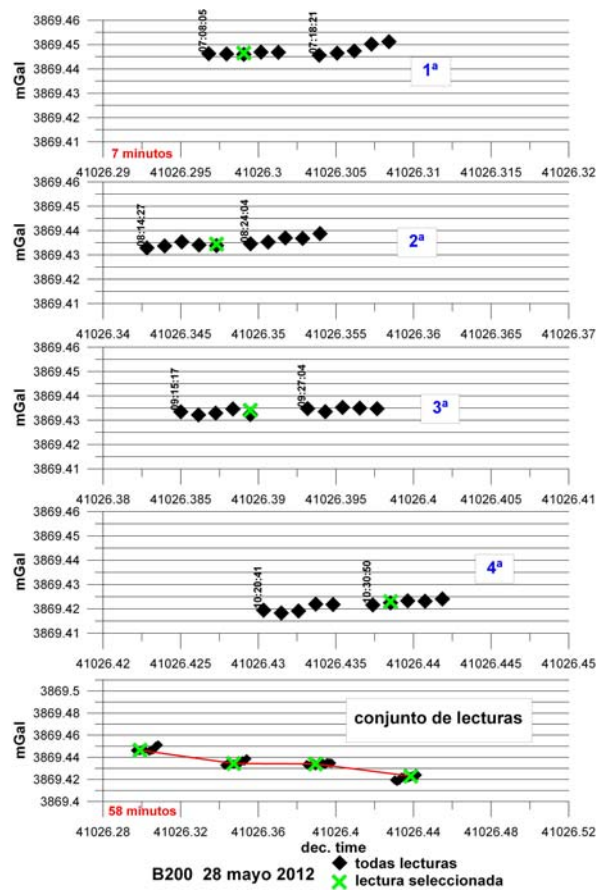 3869.46
3869.45
3869.44
3869.43
3869.42
3869.41
mGal
07:08:05
07:18:21
1ª
7 minutos
41026.29 41026.295 41026.3 41026.305 41026.31 41026.315 41026.32
3869.46
3869.45
3869.44
3869.43
3869.42
3869.41
mGal
08:14:27
08:24:04
2ª
41026.34 41026.345 41026.35 41026.355 41026.36 41026.365 41026.37
3869.46
3869.45
3869.44
3869.43
3869.42
3869.41
mGal
09:15:17
09:27:04
3ª
41026.38 41026.385 41026.39 41026.395 41026.4 41026.405 41026.41
3869.46
3869.45
3869.44
3869.43
3869.42
3869.41
mGal
10:20:41
10:30:50
4ª
41026.42 41026.425 41026.43 41026.435 41026.44 41026.445 41026.45
3869.5
3869.48
3869.46
3869.44
3869.42
3869.4
mGal
conjunto de lecturas
58 minutos
41026.28 41026.32 41026.36 41026.4 41026.44 41026.48 41026.52
dec. time
B200 28 mayo 2012
todas lecturas
lectura seleccionada